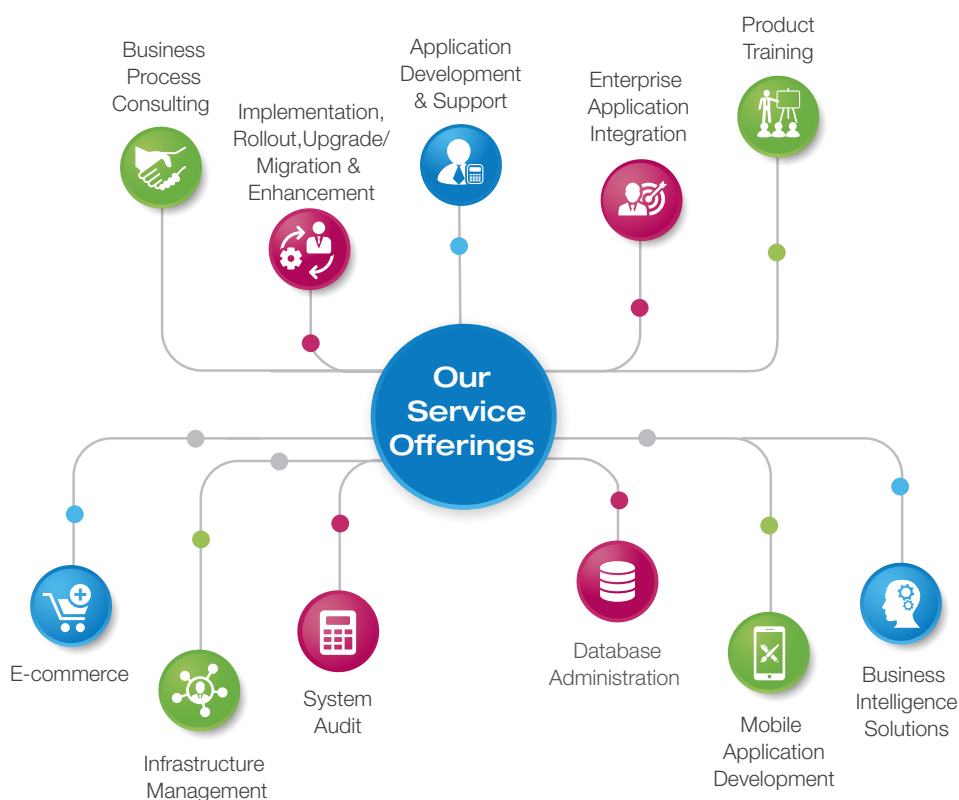 Business
Process
Consulting
Implementation,
Rollout,Upgrade/
Migration &
Enhancement
Application
Development
& Support
Enterprise
Application
Integration
Product
Training
Our
Service
Offerings
E-commerce
Infrastructure
Management
System
Audit
Database
Administration
Mobile
Application
Development
Business
Intelligence
Solutions